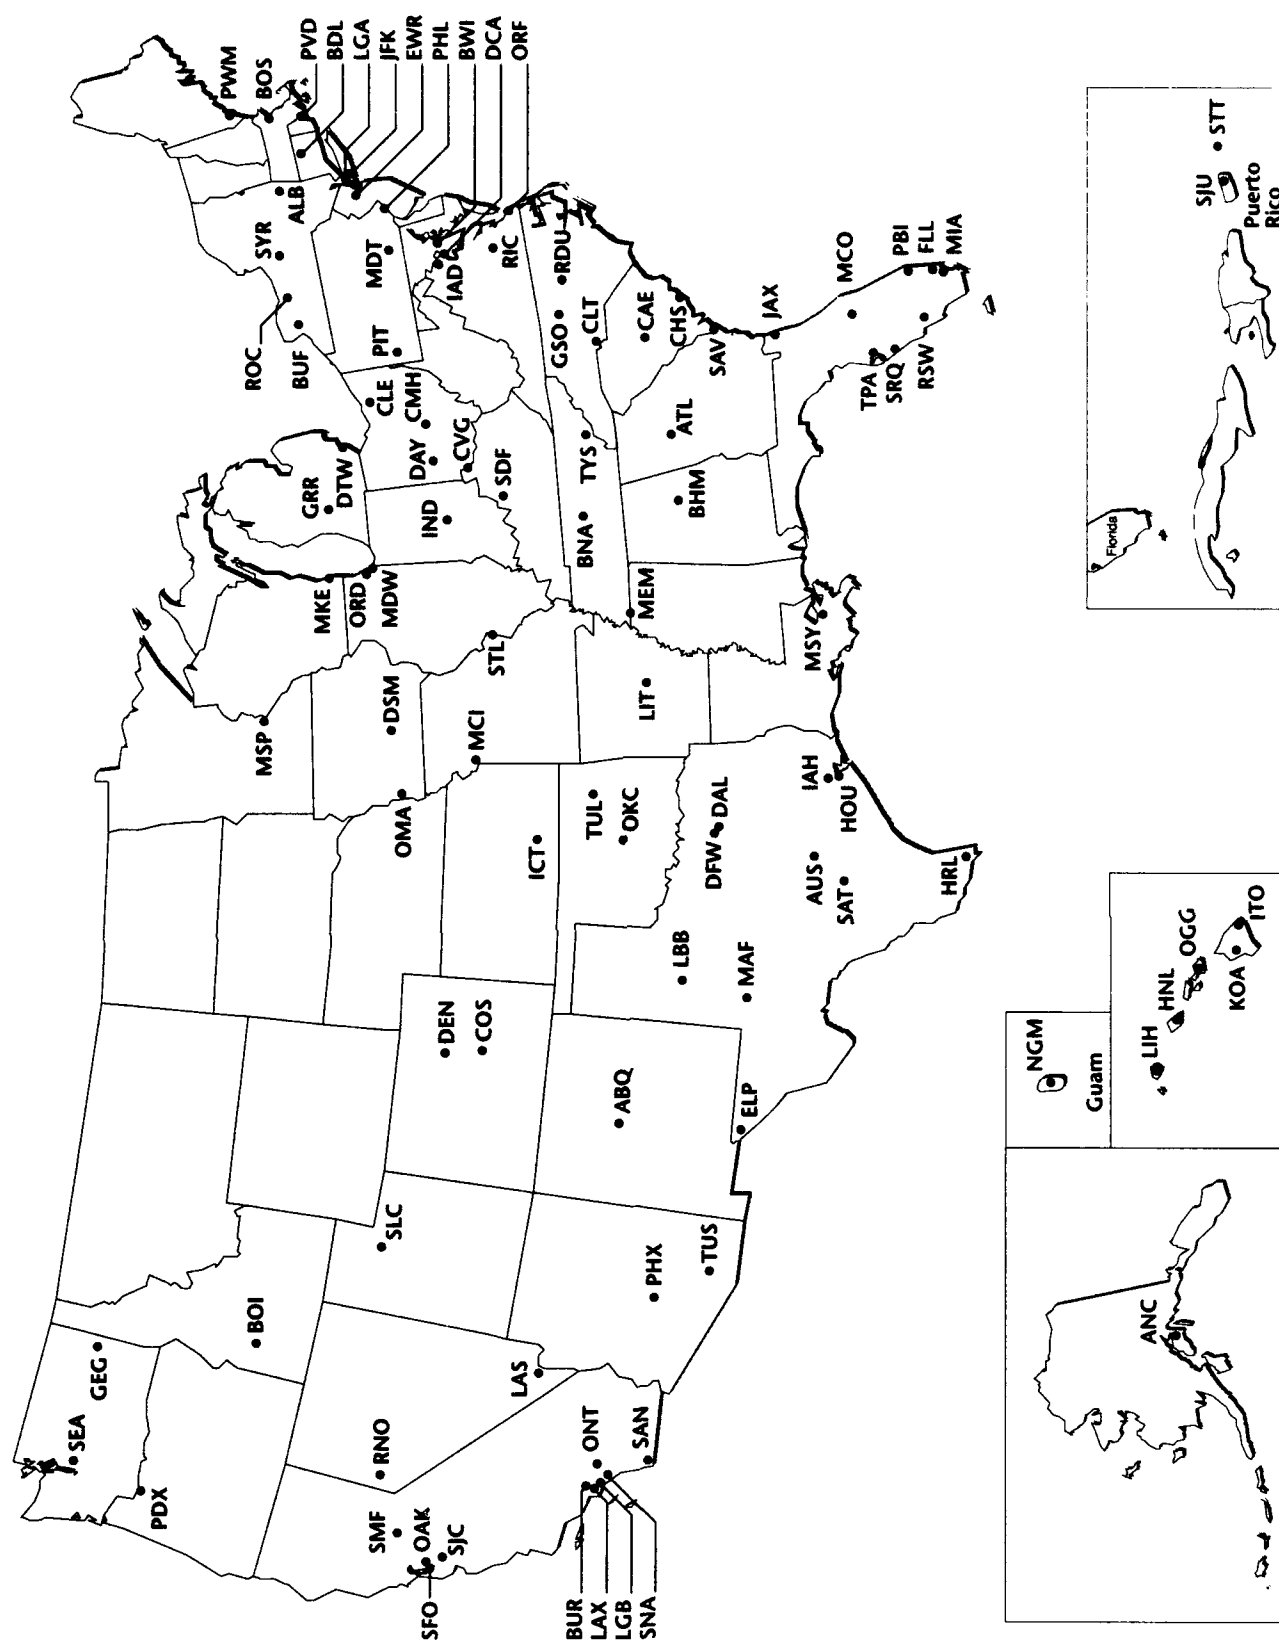 SEA
GEG
PDX
BOI
RNO
SMF
OAK
SFO
SJC
SLC
LAS
BUR
LAX
LGB
SNA
ONT
SAN
PHX
TUS
DEN
COS
ABQ
ELP
LBB
MAF
MSP
OMA
DSM
MCI
ICT
TUL
OKC
DFW
DAL
AUS
SAT
IAH
HOU
HRL
LIT
STL
MKE
ORD
MDW
GRR
DTW
IND
DAY
CMH
CLE
CVG
SDF
BNA
TYS
MEM
MSY
BHM
ATL
ROC
BUF
SYR
ALB
PIT
MDT
IAD
RIC
GSO
RDU
CLT
CAE
CHS
SAV
JAX
MCO
TPA
SRQ
RSW
PBI
FLL
MIA
PWM
BOS
PVD
BDL
LGA
JFK
EWR
PHL
BWI
DCA
ORF
ANC
NGM
Guam
LIH
HNL
OGG
KOA
ITO
Florida
SJU
STT
Puerto
Rico